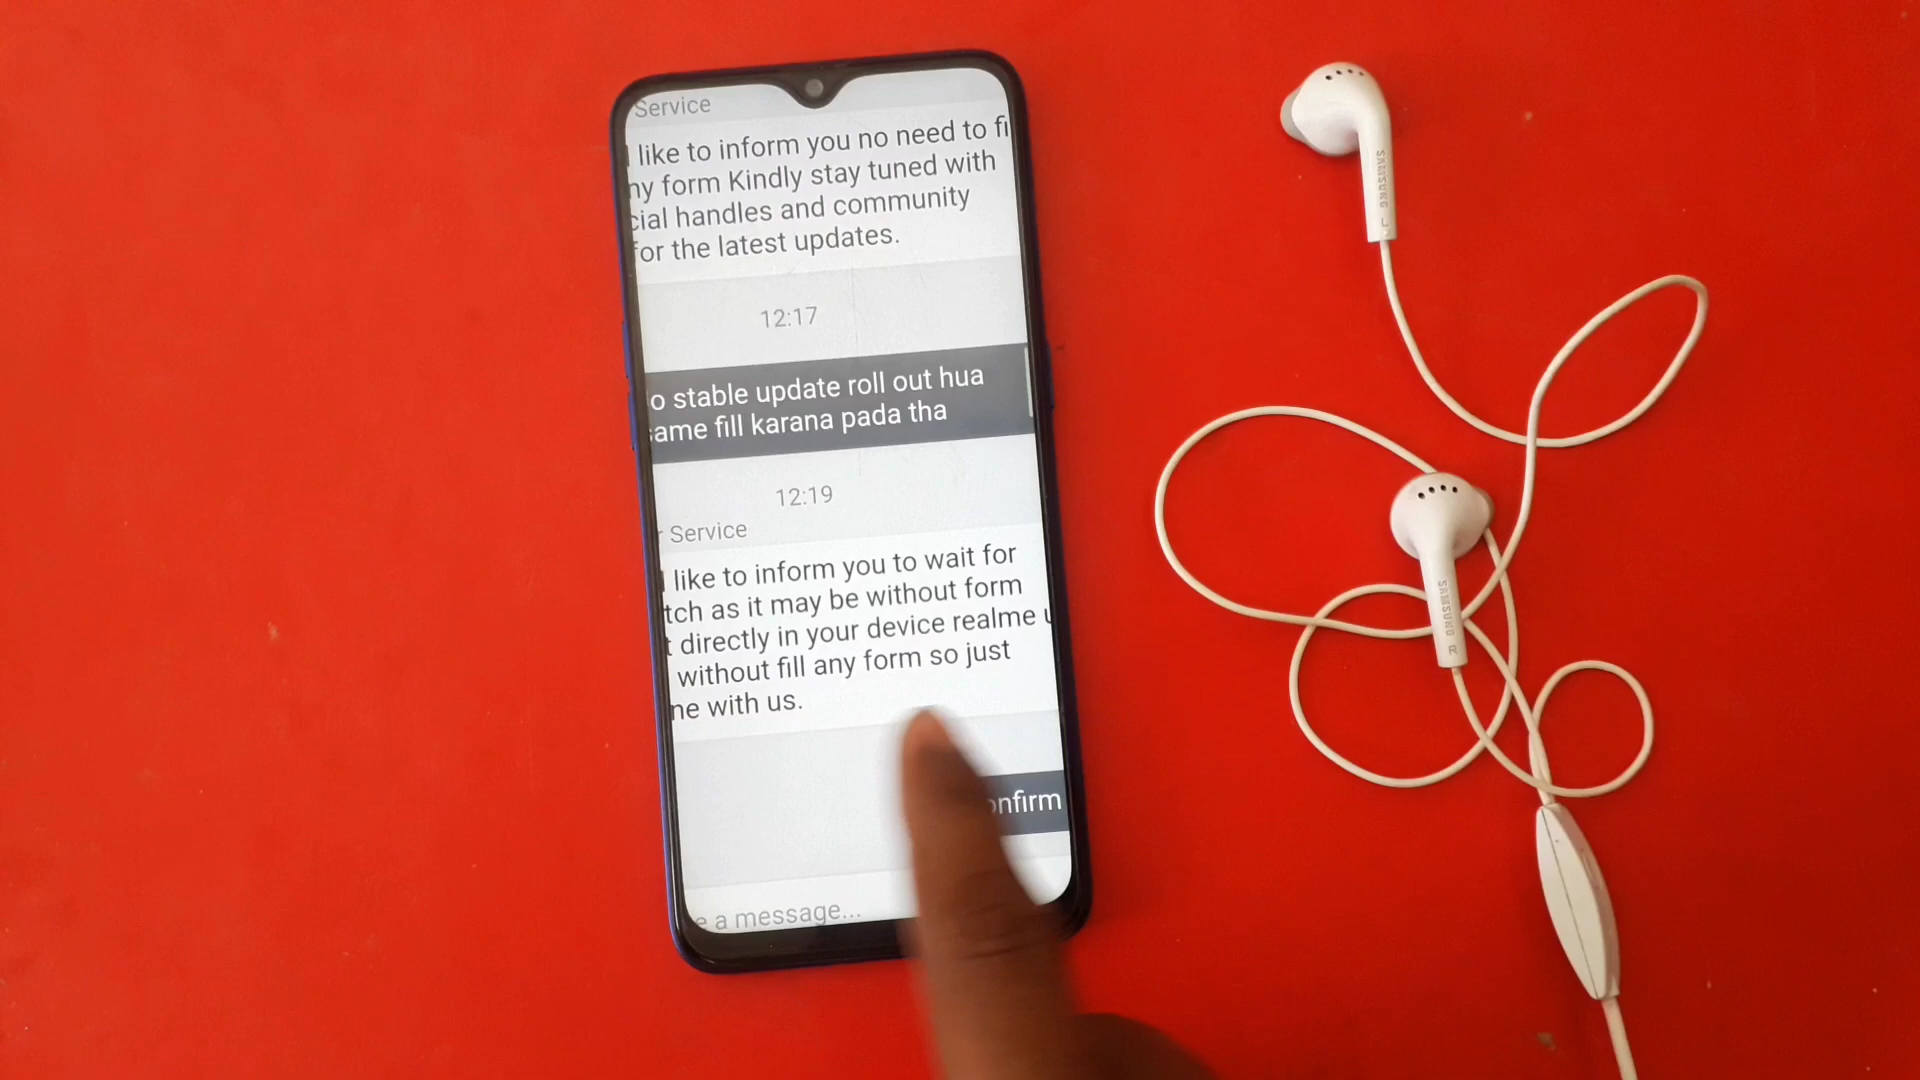 Service
like to inform you no need to fi
ny form Kindly stay tuned with
cial handles and community
for the latest updates.
12:17
o stable update roll out hua
same fill karana pada tha
12:19
r Service
like to inform you to wait for
tch as it may be without form
t directly in your device realme u
without fill any form so just
ne with us.
onfirm
e a message...
SAMSUNG L
SAMSUNG R